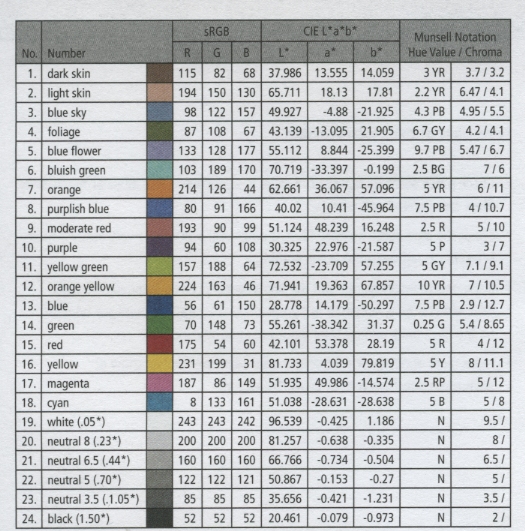 sRGB CIE L*a*b* Munsell Notation
No. Number R G B L* a* b* Hue Value / Chroma
1. dark skin 115 82 68 37.986 13.555 14.059 3 YR 3.7 / 3.2
2. light skin 194 150 130 65.711 18.13 17.81 2.2 YR 6.47 / 4.1
3. blue sky 98 122 157 49.927 -4.88 -21.925 4.3 PB 4.95 / 5.5
4. foliage 87 108 67 43.139 -13.095 21.905 6.7 GY 4.2 / 4.1
5. blue flower 133 128 177 55.112 8.844 -25.399 9.7 PB 5.47 / 6.7
6. bluish green 103 189 170 70.719 -33.397 -0.199 2.5 BG 7 / 6
7. orange 214 126 44 62.661 36.067 57.096 5 YR 6 / 11
8. purplish blue 80 91 166 40.02 10.41 -45.964 7.5 PB 4 / 10.7
9. moderate red 193 90 99 51.124 48.239 16.248 2.5 R 5 / 10
10. purple 94 60 108 30.325 22.976 -21.587 5 P 3 / 7
11. yellow green 157 188 64 72.532 -23.709 57.255 5 GY 7.1 / 9.1
12. orange yellow 224 163 46 71.941 19.363 67.857 10 YR 7 / 10.5
13. blue 56 61 150 28.778 14.179 -50.297 7.5 PB 2.9 / 12.7
14. green 70 148 73 55.261 -38.342 31.37 0.25 G 5.4 / 8.65
15. red 175 54 60 42.101 53.378 28.19 5 R 4 / 12
16. yellow 231 199 31 81.733 4.039 79.819 5 Y 8 / 11.1
17. magenta 187 86 149 51.935 49.986 -14.574 2.5 RP 5 / 12
18. cyan 8 133 161 51.038 -28.631 -28.638 5 B 5 / 8
19. white (.05*) 243 243 242 96.539 -0.425 1.186 N 9.5 /
20. neutral 8 (.23*) 200 200 200 81.257 -0.638 -0.335 N 8 /
21. neutral 6.5 (.44*) 160 160 160 66.766 -0.734 -0.504 N 6.5 /
22. neutral 5 (.70*) 122 122 121 50.867 -0.153 -0.27 N 5 /
23. neutral 3.5 (.1.05*) 85 85 85 35.656 -0.421 -1.231 N 3.5 /
24. black (1.50*) 52 52 52 20.461 -0.079 -0.973 N 2 /